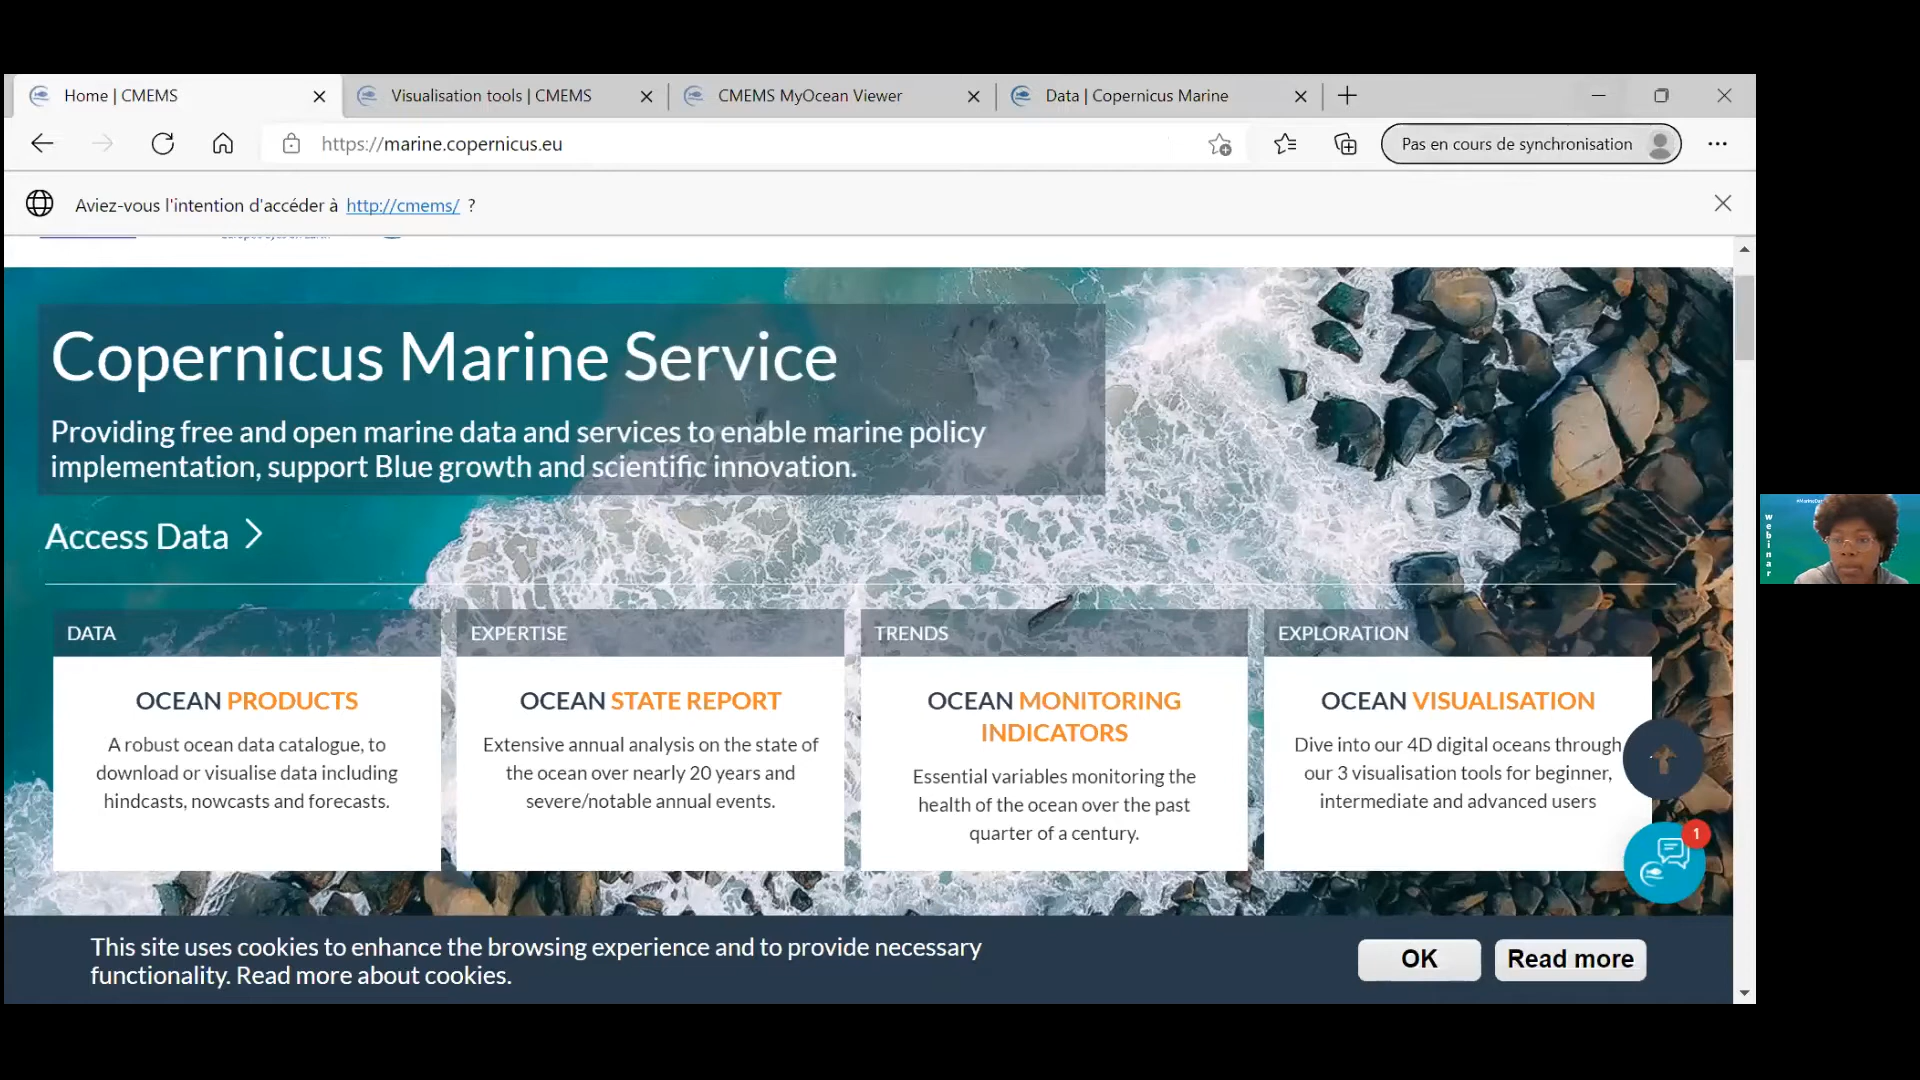 Home | CMEMS
Visualisation tools | CMEMS
CMEMS MyOcean Viewer
Data | Copernicus Marine
https://marine.copernicus.eu
Pas en cours de synchronisation
Aviez-vous l'intention d'accéder à http://cmems/ ?
Copernicus Marine Service
Providing free and open marine data and services to enable marine policy
implementation, support Blue growth and scientific innovation.
Access Data
DATA
OCEAN PRODUCTS
A robust ocean data catalogue, to
download or visualise data including
hindcasts, nowcasts and forecasts.
EXPERTISE
OCEAN STATE REPORT
Extensive annual analysis on the state of
the ocean over nearly 20 years and
severe/notable annual events.
TRENDS
OCEAN MONITORING
INDICATORS
Essential variables monitoring the
health of the ocean over the past
quarter of a century.
EXPLORATION
OCEAN VISUALISATION
Dive into our 4D digital oceans through
our 3 visualisation tools for beginner,
intermediate and advanced users
1
This site uses cookies to enhance the browsing experience and to provide necessary
functionality. Read more about cookies.
OK
Read more
webinar